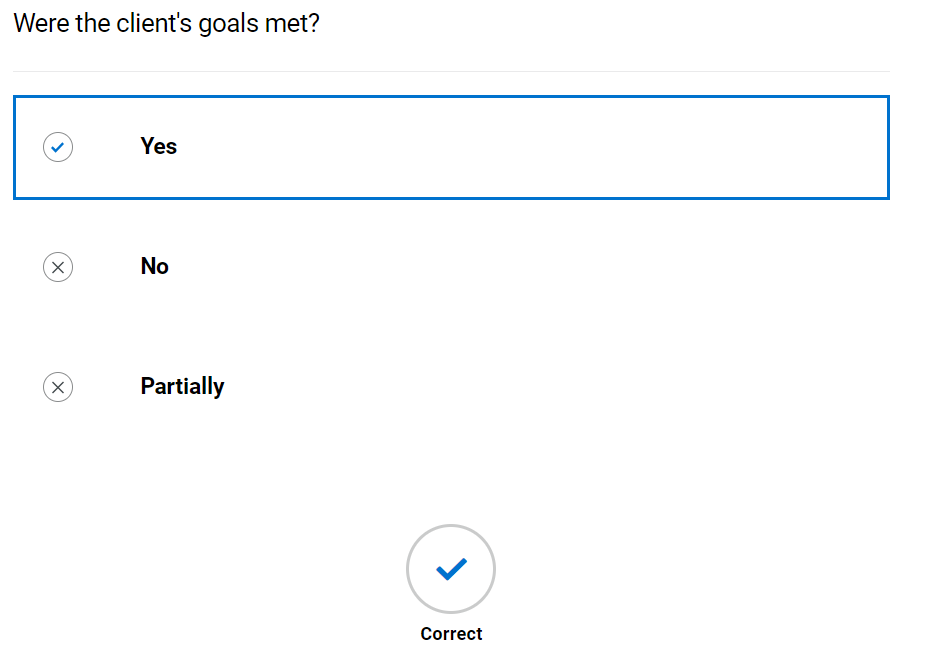 Were the client's goals met?
Yes
No
Partially
Correct